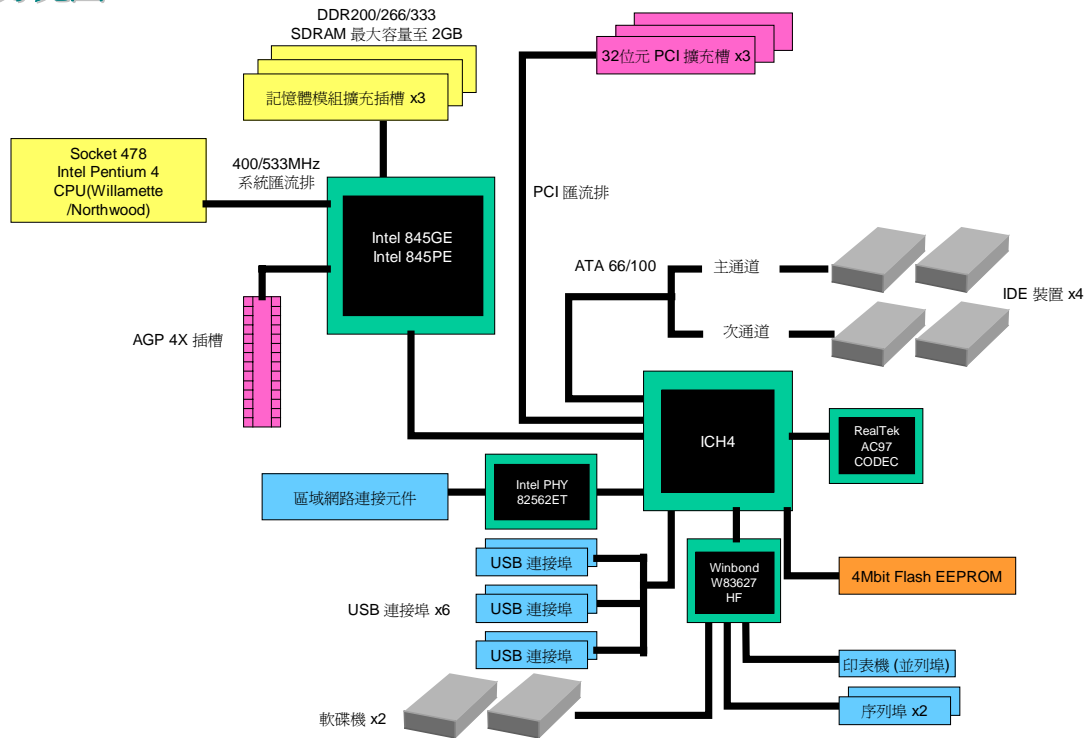 DDR200/266/333
SDRAM 最大容量至 2GB
記憶體模組擴充插槽 x3
32位元 PCI 擴充槽 x3
Socket 478
Intel Pentium 4
CPU(Willamette
/Northwood)
400/533MHz
系統匯流排
PCI 匯流排
Intel 845GE
Intel 845PE
ATA 66/100
主通道
IDE 裝置 x4
次通道
AGP 4X 插槽
ICH4
RealTek
AC97
CODEC
區域網路連接元件
Intel PHY
82562ET
USB 連接埠
USB 連接埠 x6
USB 連接埠
USB 連接埠
Winbond
W83627
HF
4Mbit Flash EEPROM
印表機 (並列埠)
序列埠 x2
軟碟機 x2